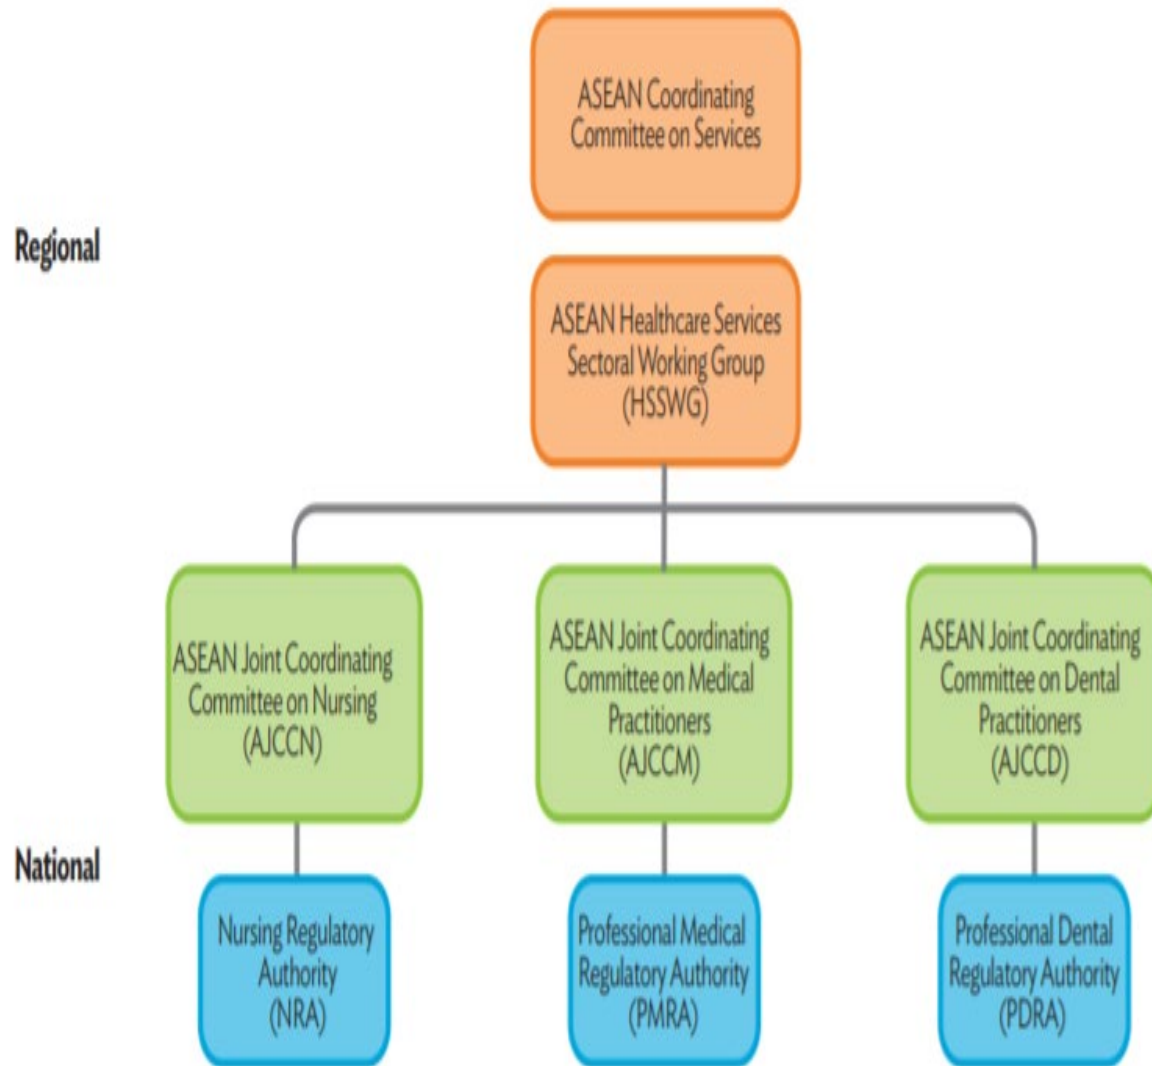 ASEAN Coordinating
Committee on Services
Regional
ASEAN Healthcare Services
Sectoral Working Group
(HSSWG)
ASEAN Joint Coordinating
Committee on Nursing
(AJCCN)
ASEAN Joint Coordinating
Committee on Medical
Practitioners
(AJCCM)
ASEAN Joint Coordinating
Committee on Dental
Practitioners
(AJCCD)
National
Nursing Regulatory
Authority
(NRA)
Professional Medical
Regulatory Authority
(PMRA)
Professional Dental
Regulatory Authority
(PDRA)